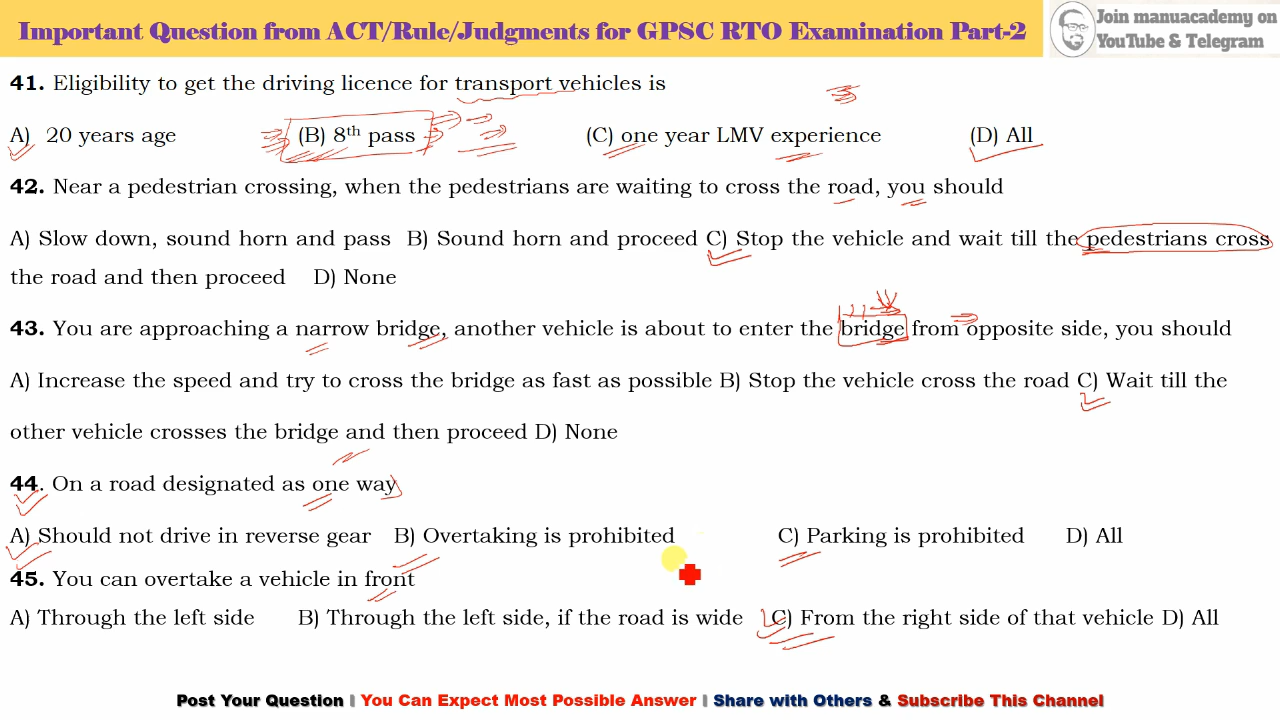 Important Question from ACT/Rule/Judgments for GPSC RTO Examination Part-2
Join manuacademy on
YouTube & Telegram
41. Eligibility to get the driving licence for transport vehicles is
A) 20 years age (B) 8th pass (C) one year LMV experience (D) All
42. Near a pedestrian crossing, when the pedestrians are waiting to cross the road, you should
A) Slow down, sound horn and pass B) Sound horn and proceed C) Stop the vehicle and wait till the pedestrians cross
the road and then proceed D) None
43. You are approaching a narrow bridge, another vehicle is about to enter the bridge from opposite side, you should
A) Increase the speed and try to cross the bridge as fast as possible B) Stop the vehicle cross the road C) Wait till the
other vehicle crosses the bridge and then proceed D) None
44. On a road designated as one way
A) Should not drive in reverse gear B) Overtaking is prohibited C) Parking is prohibited D) All
45. You can overtake a vehicle in front
A) Through the left side B) Through the left side, if the road is wide C) From the right side of that vehicle D) All
Post Your Question | You Can Expect Most Possible Answer | Share with Others & Subscribe This Channel